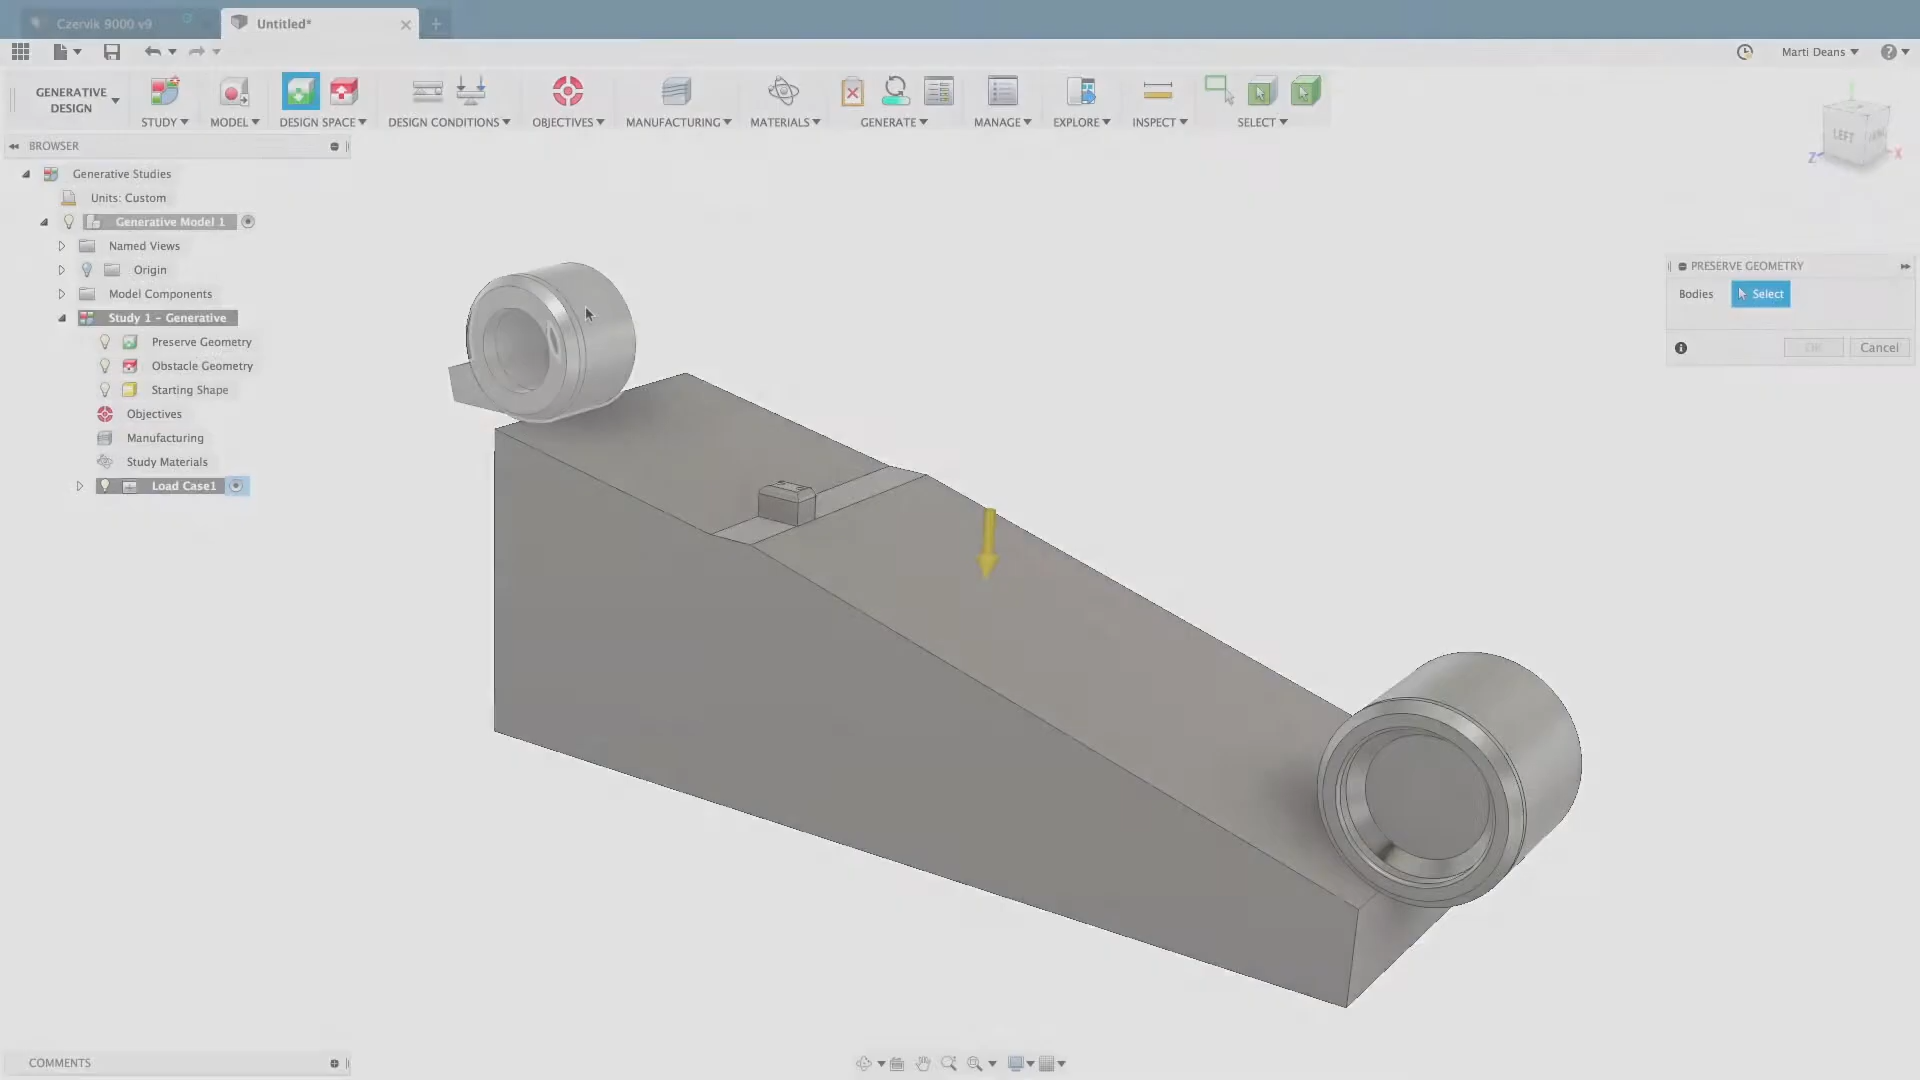 Czervik 9000 v9
Untitled*
Marti Deans
GENERATIVE
DESIGN
STUDY
MODEL
DESIGN SPACE
DESIGN CONDITIONS
OBJECTIVES
MANUFACTURING
MATERIALS
GENERATE
MANAGE
EXPLORE
INSPECT
SELECT
LEFT
Z
X
BROWSER
Generative Studies
Units: Custom
Generative Model 1
Named Views
Origin
Model Components
Study 1 - Generative
Preserve Geometry
Obstacle Geometry
Starting Shape
Objectives
Manufacturing
Study Materials
Load Case1
PRESERVE GEOMETRY
Bodies
Select
Cancel
COMMENTS